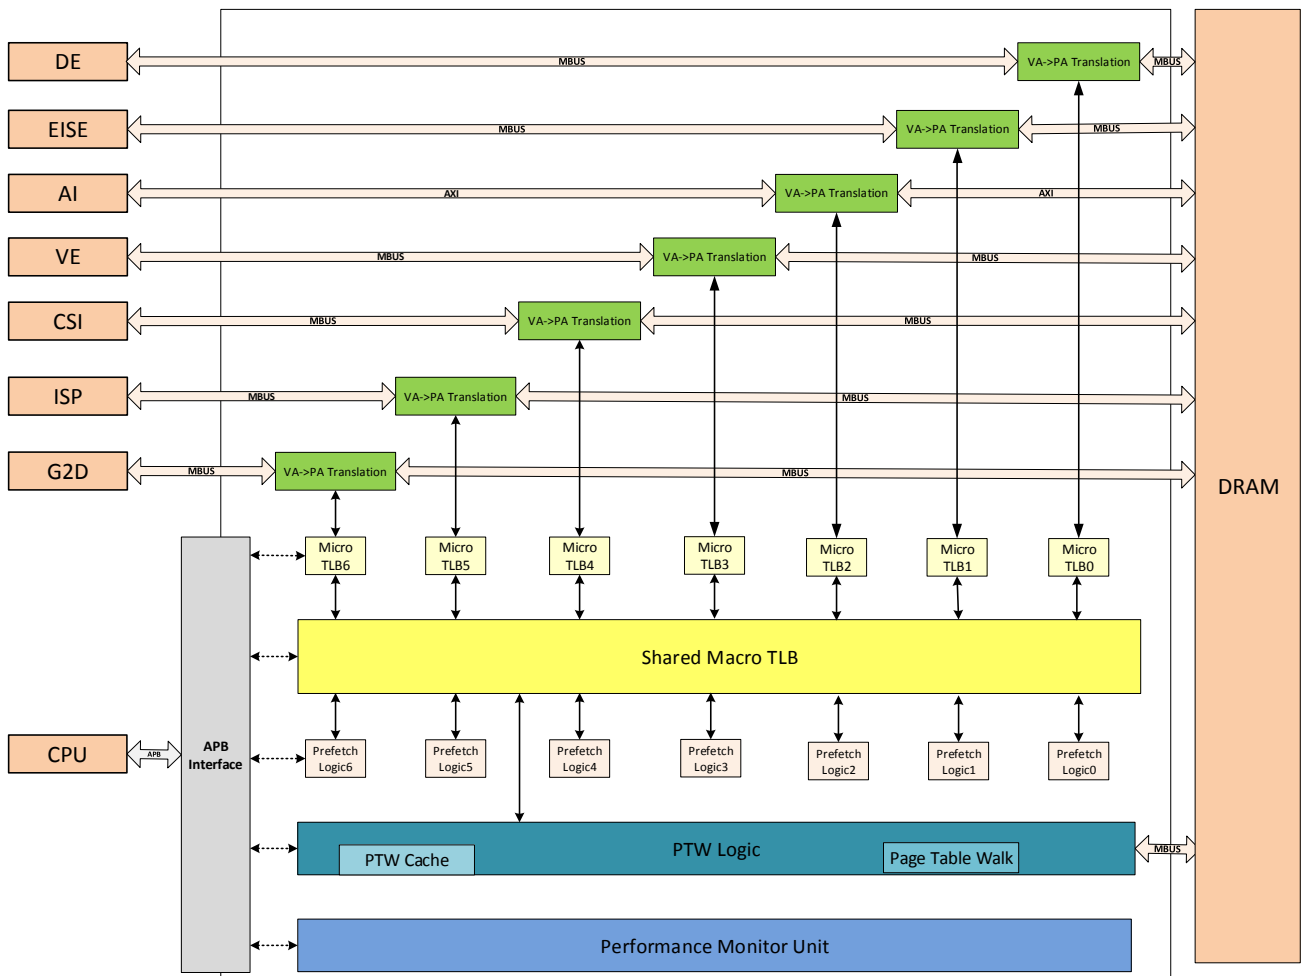 DE
MBUS
VA->PA Translation
MBUS
EISE
MBUS
VA->PA Translation
MBUS
AI
AXI
VA->PA Translation
AXI
VE
MBUS
VA->PA Translation
MBUS
CSI
MBUS
VA->PA Translation
MBUS
ISP
MBUS
VA->PA Translation
MBUS
G2D
MBUS
VA->PA Translation
MBUS
DRAM
Micro
TLB6
Micro
TLB5
Micro
TLB4
Micro
TLB3
Micro
TLB2
Micro
TLB1
Micro
TLB0
Shared Macro TLB
CPU
APB
APB
Interface
Prefetch
Logic6
Prefetch
Logic5
Prefetch
Logic4
Prefetch
Logic3
Prefetch
Logic2
Prefetch
Logic1
Prefetch
Logic0
PTW Logic
PTW Cache
Page Table Walk
MBUS
Performance Monitor Unit